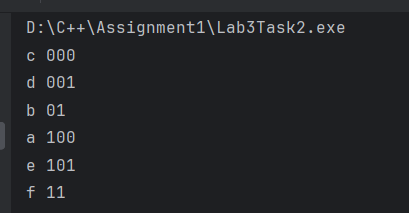 D:\C++\Assignment1\Lab3Task2.exe
c 000
d 001
b 01
a 100
e 101
f 11